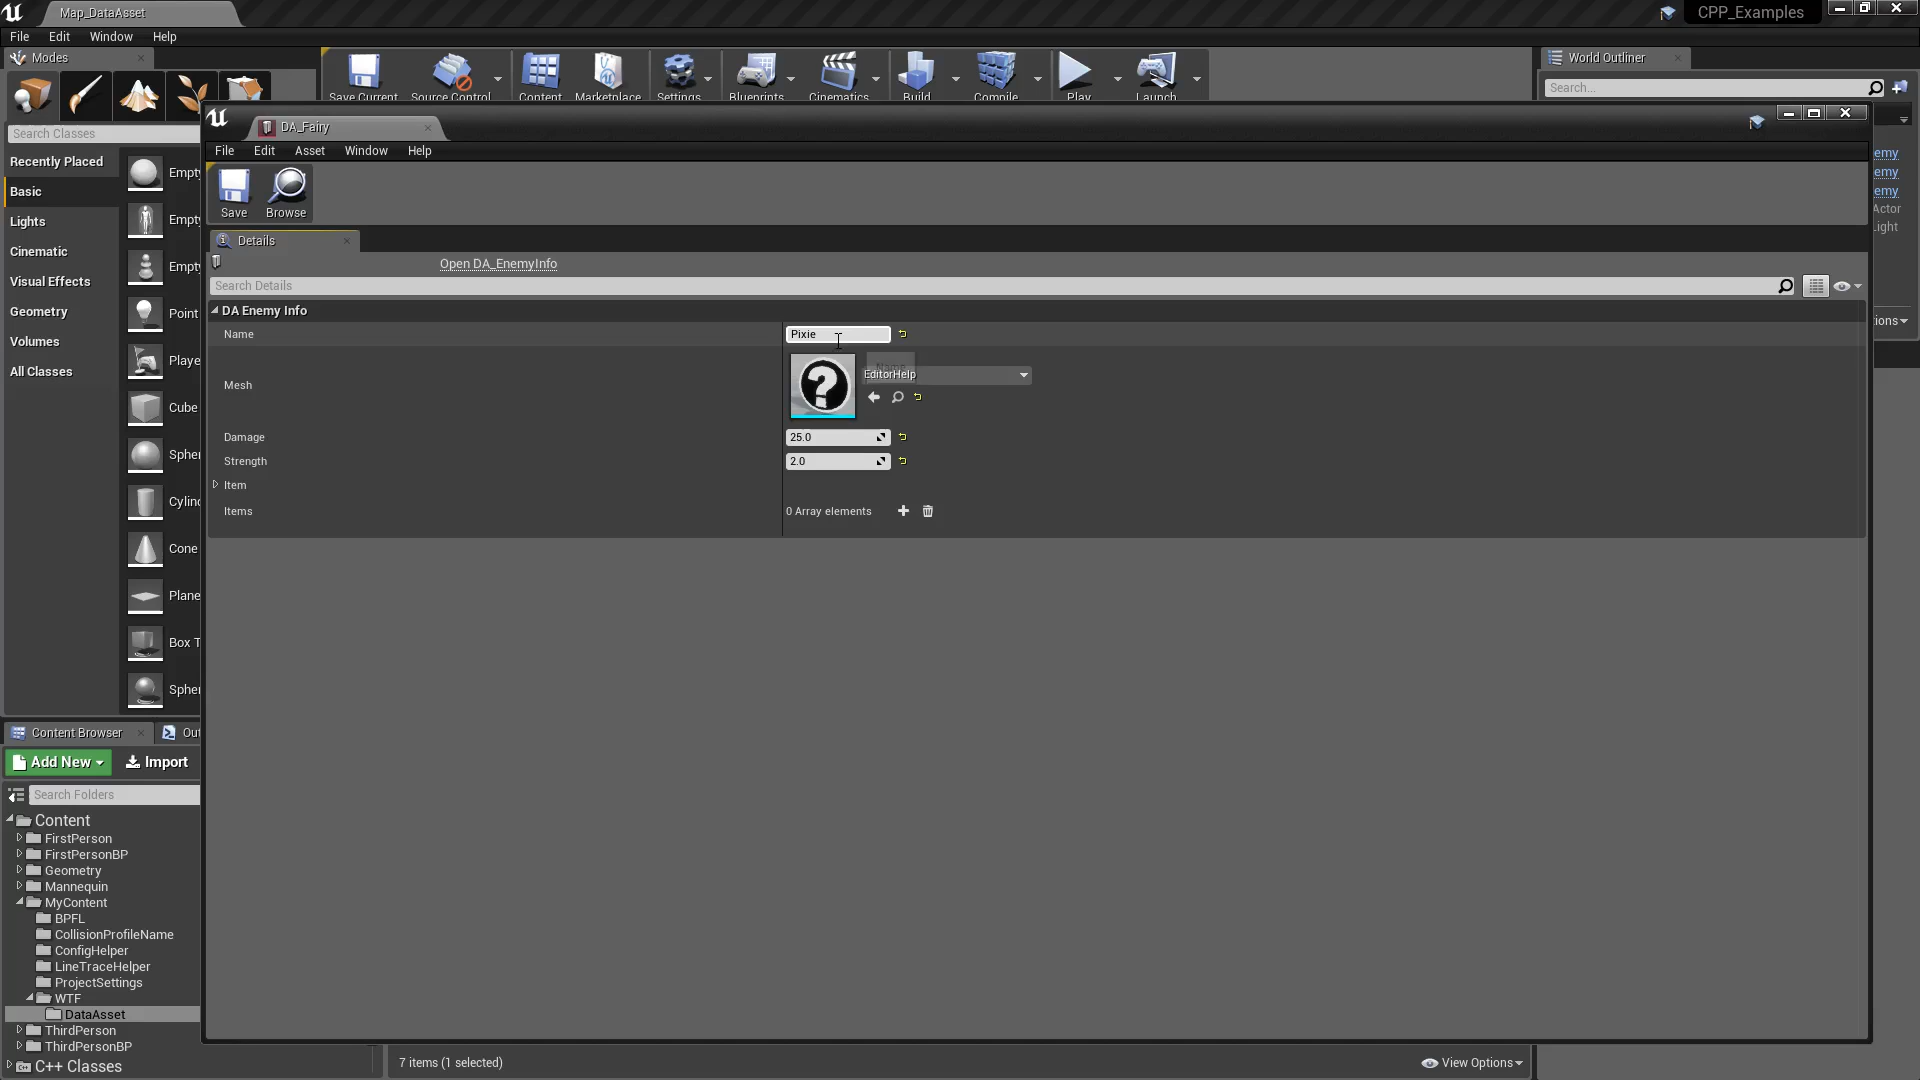 Map_DataAsset
CPP_Examples
File Edit Window Help
Modes
Save Current Source Control Content Marketplace Settings Blueprints Cinematics Build Compile Play Launch
World Outliner
Search...
Search Classes
Recently Placed
Basic
Lights
Cinematic
Visual Effects
Geometry
Volumes
All Classes
Empty
Empty
Empty
Point
Playe
Cube
Spher
Cylind
Cone
Plane
Box T
Spher
DA_Fairy
File Edit Asset Window Help
Save Browse
Details
Open DA_EnemyInfo
Search Details
DA Enemy Info
Name Pixie
Mesh EditorHelp
Damage 25.0
Strength 2.0
Item
Items 0 Array elements
emy
emy
emy
Actor
Light
ions
Content Browser Out
Add New Import
Search Folders
Content
FirstPerson
FirstPersonBP
Geometry
Mannequin
MyContent
BPFL
CollisionProfileName
ConfigHelper
LineTraceHelper
ProjectSettings
WTF
DataAsset
ThirdPerson
ThirdPersonBP
C++ Classes
7 items (1 selected)
View Options